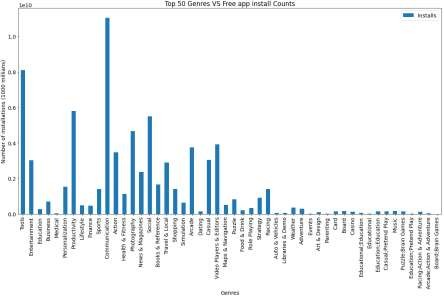 Top 50 Genres VS Free app install Counts
1e10
Installs
1.0
0.8
0.6
0.4
0.2
0.0
Number of installations (1000 millians)
Tools
Entertainment
Education
Business
Medical
Personalization
Productivity
Lifestyle
Finance
Sports
Communication
Action
Health & Fitness
Photography
News & Magazines
Social
Books & Reference
Travel & Local
Shopping
Simulation
Arcade
Dating
Casual
Video Players & Editors
Maps & Navigation
Puzzle
Food & Drink
Role Playing
Strategy
Racing
Auto & Vehicles
Libraries & Demo
Weather
Adventure
Events
Art & Design
Parenting
Card
Board
Casino
Educational;Education
Educational
Education;Education
Casual;Pretend Play
Music
Puzzle;Brain Games
Education;Pretend Play
Racing;Action & Adventure
Arcade;Action & Adventure
Board;Brain Games
Genres